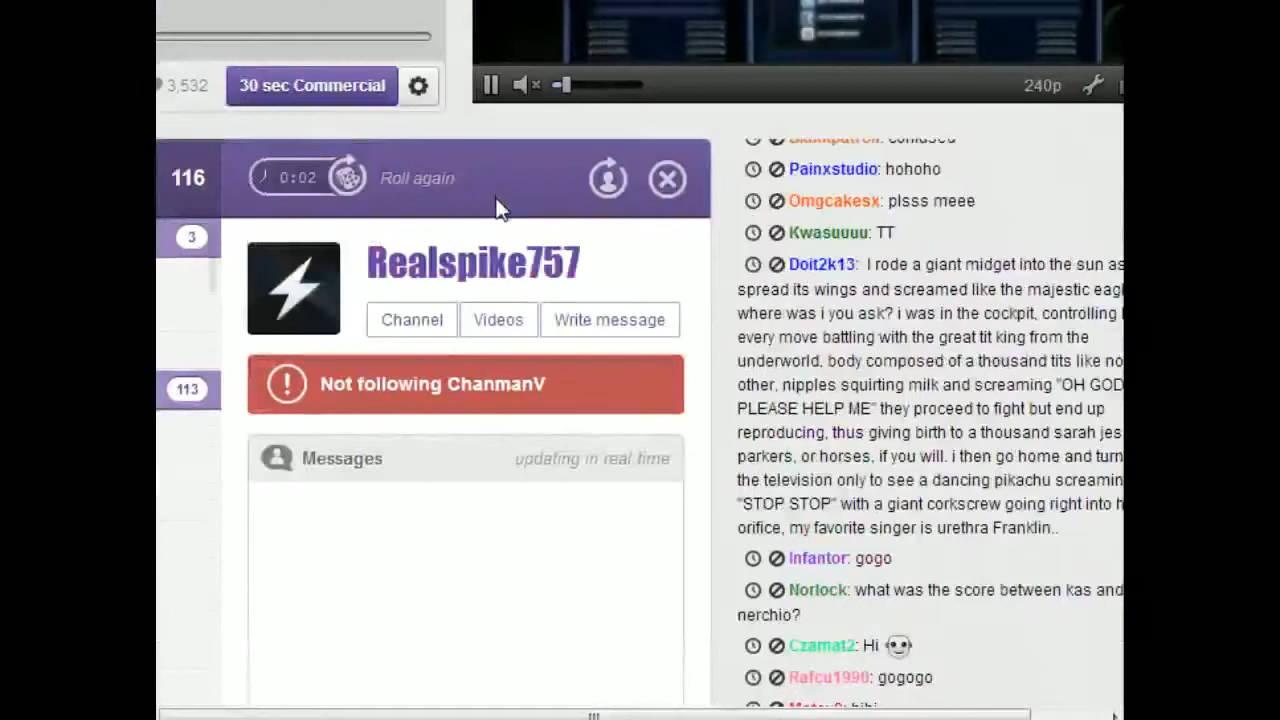 3,532
30 sec Commercial
240p
116
0:02
Roll again
3
Realspike757
Channel
Videos
Write message
113
Not following ChanmanV
Messages
updating in real time
Painxstudio: hohoho
Omgcakesx: plsss meee
Kwasuuuu: TT
Doit2k13: I rode a giant midget into the sun as
spread its wings and screamed like the majestic eagl
where was i you ask? i was in the cockpit, controlling
every move battling with the great tit king from the
underworld. body composed of a thousand tits like no
other, nipples squirting milk and screaming "OH GOD
PLEASE HELP ME" they proceed to fight but end up
reproducing, thus giving birth to a thousand sarah jes
parkers, or horses, if you will. i then go home and turn
the television only to see a dancing pikachu screamin
"STOP STOP" with a giant corkscrew going right into h
orifice, my favorite singer is urethra Franklin..
Infantor: gogo
Norlock: what was the score between kas and
nerchio?
Czamat2: Hi
Rafcu1990: gogogo